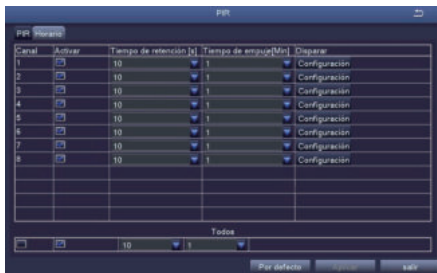 PIR
PIR Horario
Canal Activar Tiempo de retención [s] Tiempo de empuje[Min] Disparar
1 10 1 Configuración
2 10 1 Configuración
3 10 1 Configuración
4 10 1 Configuración
5 10 1 Configuración
6 10 1 Configuración
7 10 1 Configuración
8 10 1 Configuración
Todos
10 1
Por defecto Aplicar salir